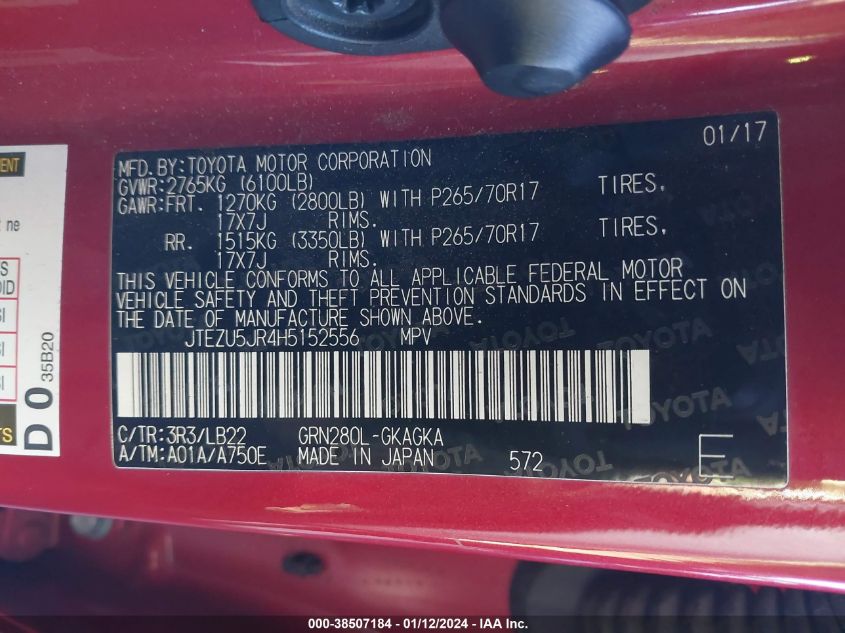 01/17
MFD.BY:TOYOTA MOTOR CORPORATION
GVWR:2765KG (6100LB)
GAWR:FRT. 1270KG (2800LB) WITH P265/70R17 TIRES,
17X7J RIMS.
RR. 1515KG (3350LB) WITH P265/70R17 TIRES,
17X7J RIMS.
THIS VEHICLE CONFORMS TO ALL APPLICABLE FEDERAL MOTOR
VEHICLE SAFETY AND THEFT PREVENTION STANDARDS IN EFFECT ON
THE DATE OF MANUFACTURE SHOWN ABOVE.
JTEZU5JR4H5152556 MPV
C/TR:3R3/LB22 GRN280L-GKAGKA
A/TM:A01A/A750E MADE IN JAPAN 572 E
ne
D 0 35B20
TOYOTA
000-38507184 - 01/12/2024 - IAA Inc.